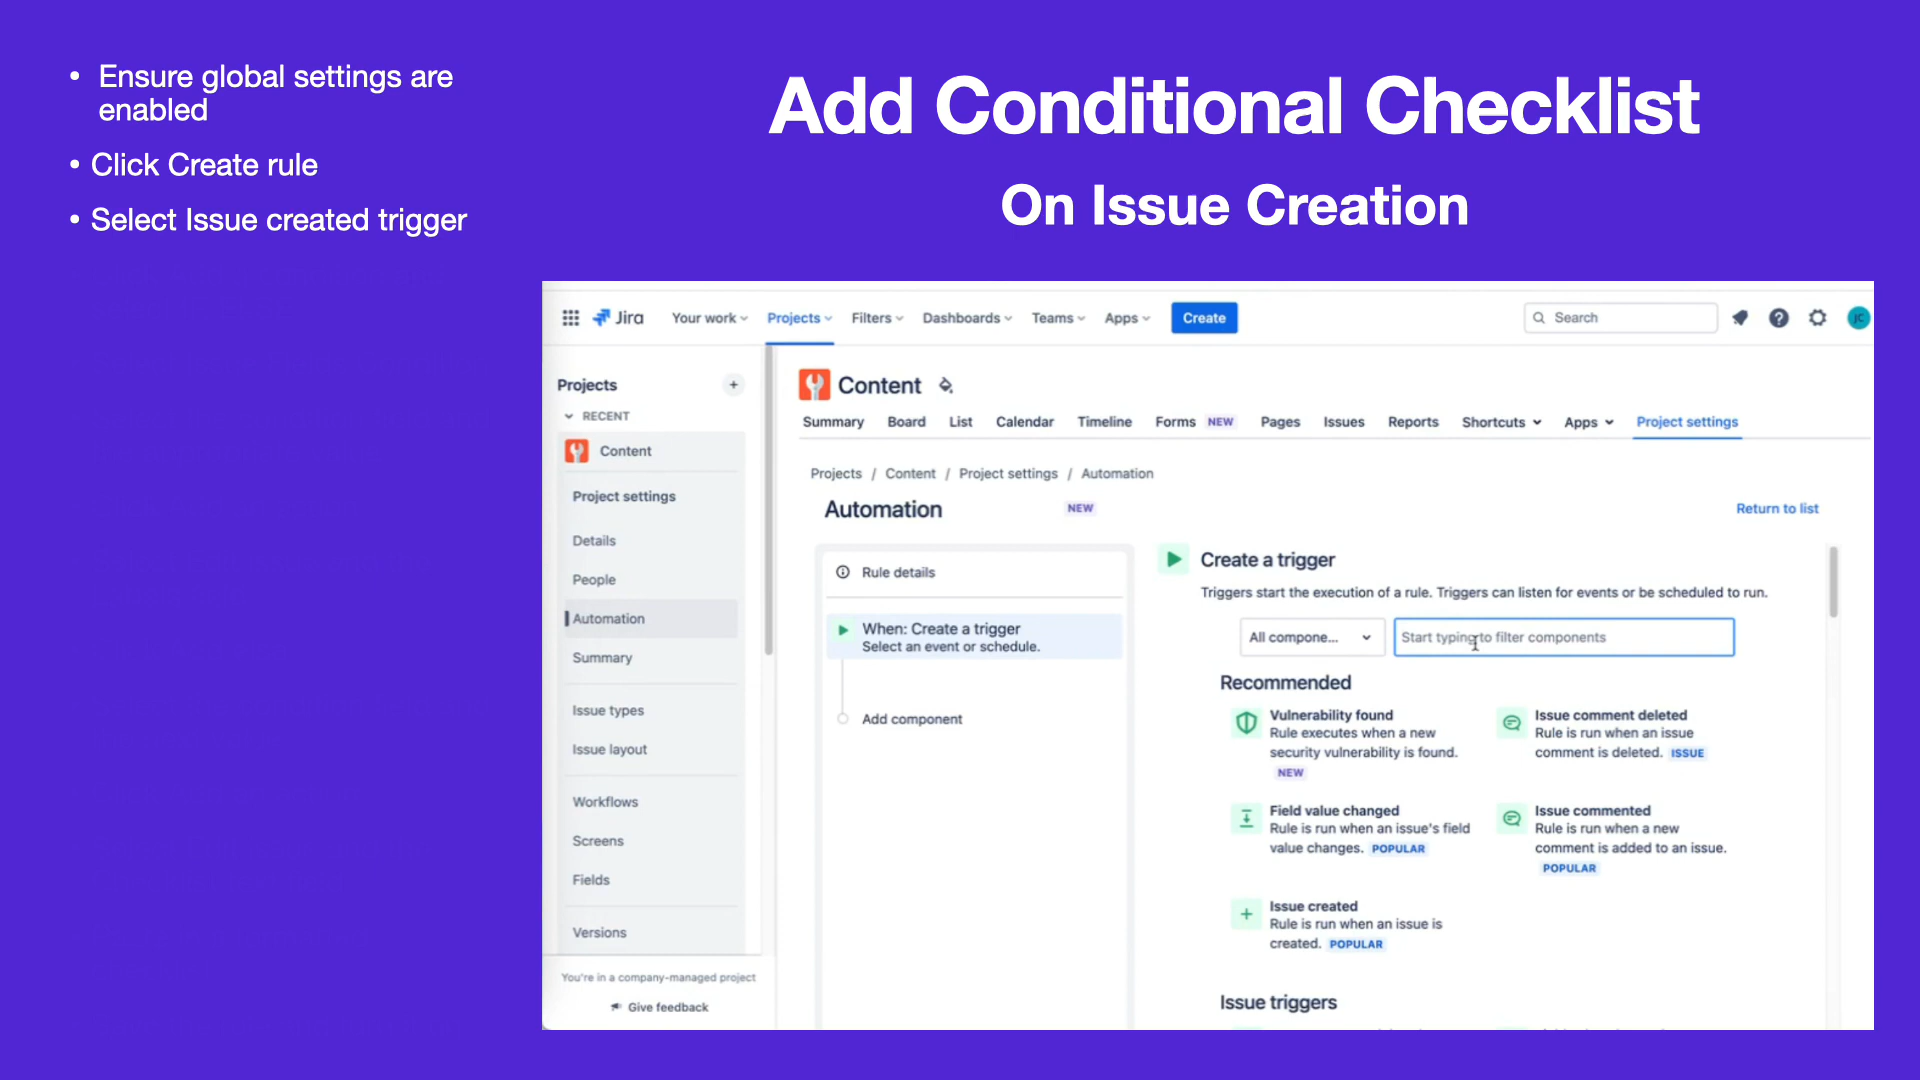 • Ensure global settings are
enabled
• Click Create rule
• Select Issue created trigger
Add Conditional Checklist
On Issue Creation
Jira
Your work
Projects
Filters
Dashboards
Teams
Apps
Create
Search
JC
Projects
+
RECENT
Content
Project settings
Details
People
Automation
Summary
Issue types
Issue layout
Workflows
Screens
Fields
Versions
You're in a company-managed project
Give feedback
Content
Summary
Board
List
Calendar
Timeline
Forms NEW
Pages
Issues
Reports
Shortcuts
Apps
Project settings
Projects / Content / Project settings / Automation
Automation NEW
Return to list
Rule details
When: Create a trigger
Select an event or schedule.
Add component
Create a trigger
Triggers start the execution of a rule. Triggers can listen for events or be scheduled to run.
All compone...
Start typing to filter components
Recommended
Vulnerability found
Rule executes when a new
security vulnerability is found.
NEW
Issue comment deleted
Rule is run when an issue
comment is deleted. ISSUE
Field value changed
Rule is run when an issue's field
value changes. POPULAR
Issue commented
Rule is run when a new
comment is added to an issue.
POPULAR
Issue created
Rule is run when an issue is
created. POPULAR
Issue triggers